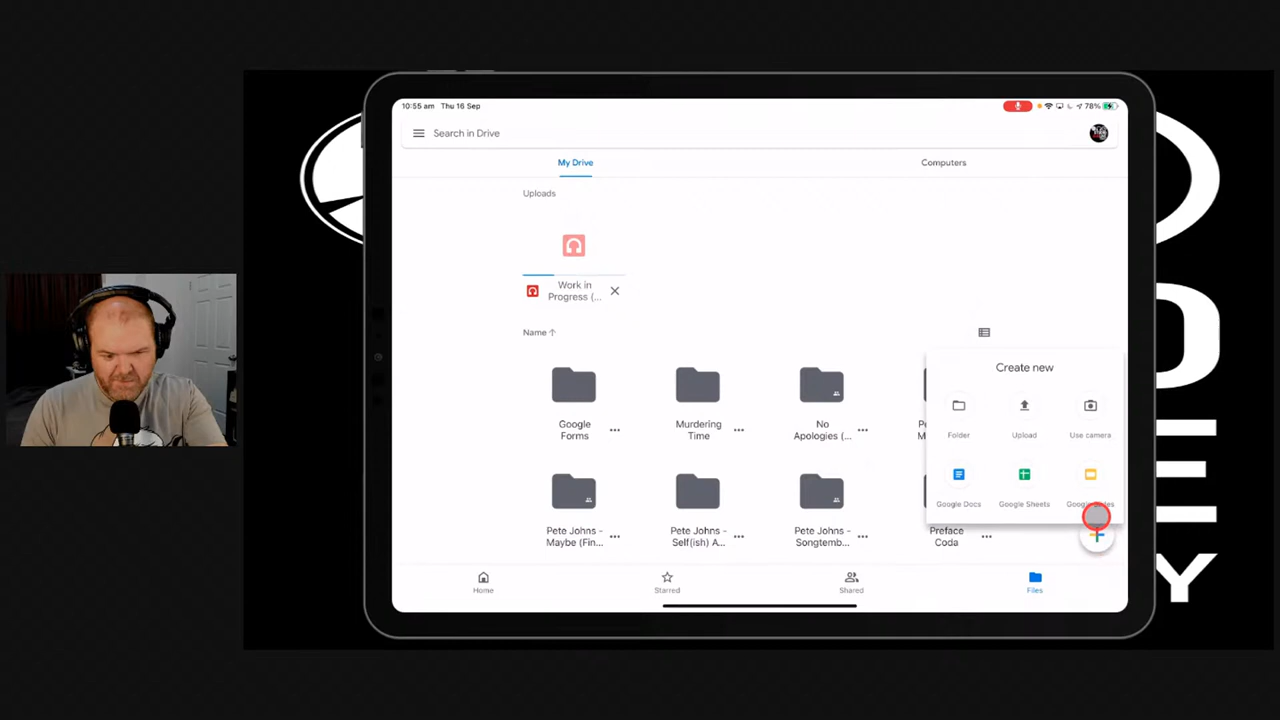 10:55 am Thu 16 Sep
78%
Search in Drive
My Drive
Computers
Uploads
Work in
Progress (...
Name
Create new
Folder
Upload
Use camera
Google
Forms
Murdering
Time
No
Apologies (...
Google Docs
Google Sheets
Google
Pete Johns -
Maybe (Fin...
Pete Johns -
Self(ish) A...
Pete Johns -
Songtemb...
Preface
Coda
Home
Starred
Shared
Files
D
E
Y